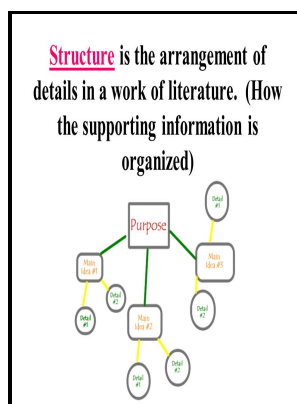 Structure is the arrangement of
details in a work of literature. (How
the supporting information is
organized)
Purpose
Main
Idea #1
Detail
#1
Detail
#2
Main
Idea #2
Detail
#1
Detail
#2
Main
Idea #3
Detail
#1
Detail
#2